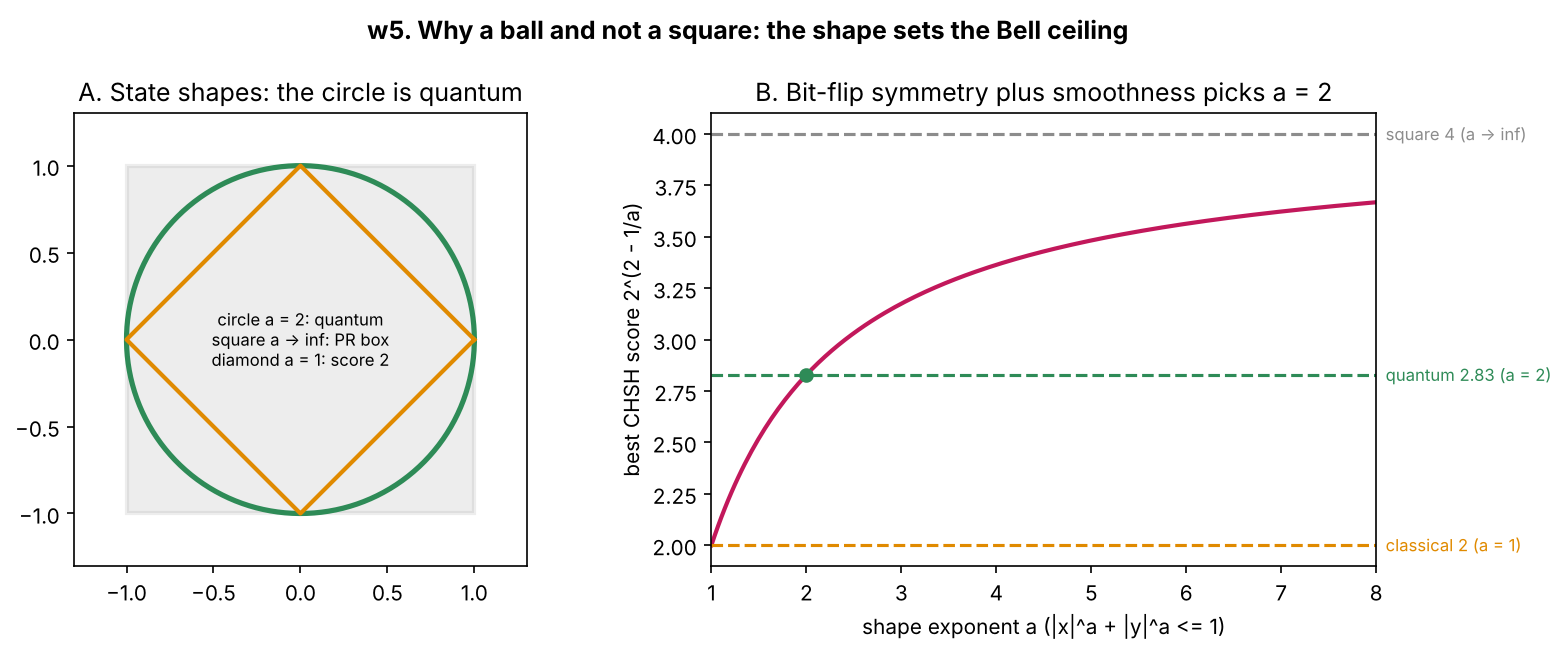 w5. Why a ball and not a square: the shape sets the Bell ceiling
A. State shapes: the circle is quantum
1.0
0.5
0.0
−0.5
−1.0
circle a = 2: quantum
square a → inf: PR box
diamond a = 1: score 2
−1.0 −0.5 0.0 0.5 1.0
B. Bit-flip symmetry plus smoothness picks a = 2
best CHSH score 2^(2 - 1/a)
4.00
3.75
3.50
3.25
3.00
2.75
2.50
2.25
2.00
square 4 (a → inf)
quantum 2.83 (a = 2)
classical 2 (a = 1)
1 2 3 4 5 6 7 8
shape exponent a (|x|^a + |y|^a <= 1)